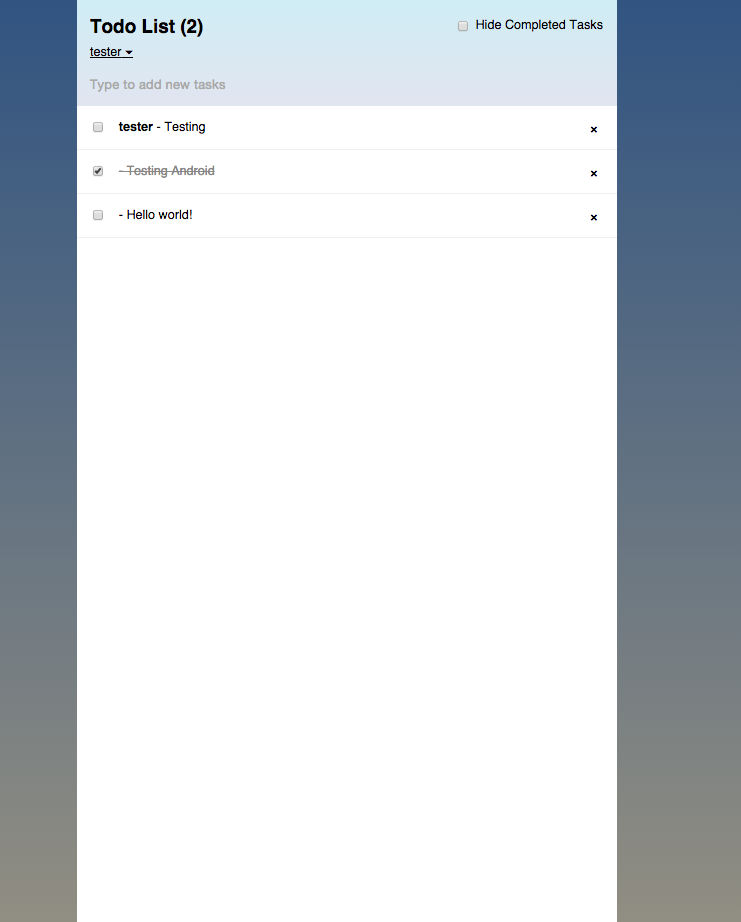 Todo List (2)
Hide Completed Tasks
tester
Type to add new tasks
tester - Testing
- Testing Android
- Hello world!